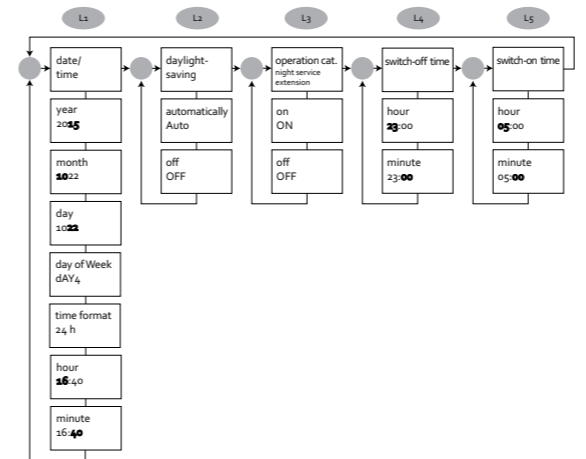 L1
L2
L3
L4
L5
date/
time
daylight-
saving
operation cat.
night service
extension
switch-off time
switch-on time
year
2015
automatically
Auto
on
ON
hour
23:00
hour
05:00
month
1022
off
OFF
off
OFF
minute
23:00
minute
05:00
day
1022
day of Week
dAY4
time format
24 h
hour
16:40
minute
16:40